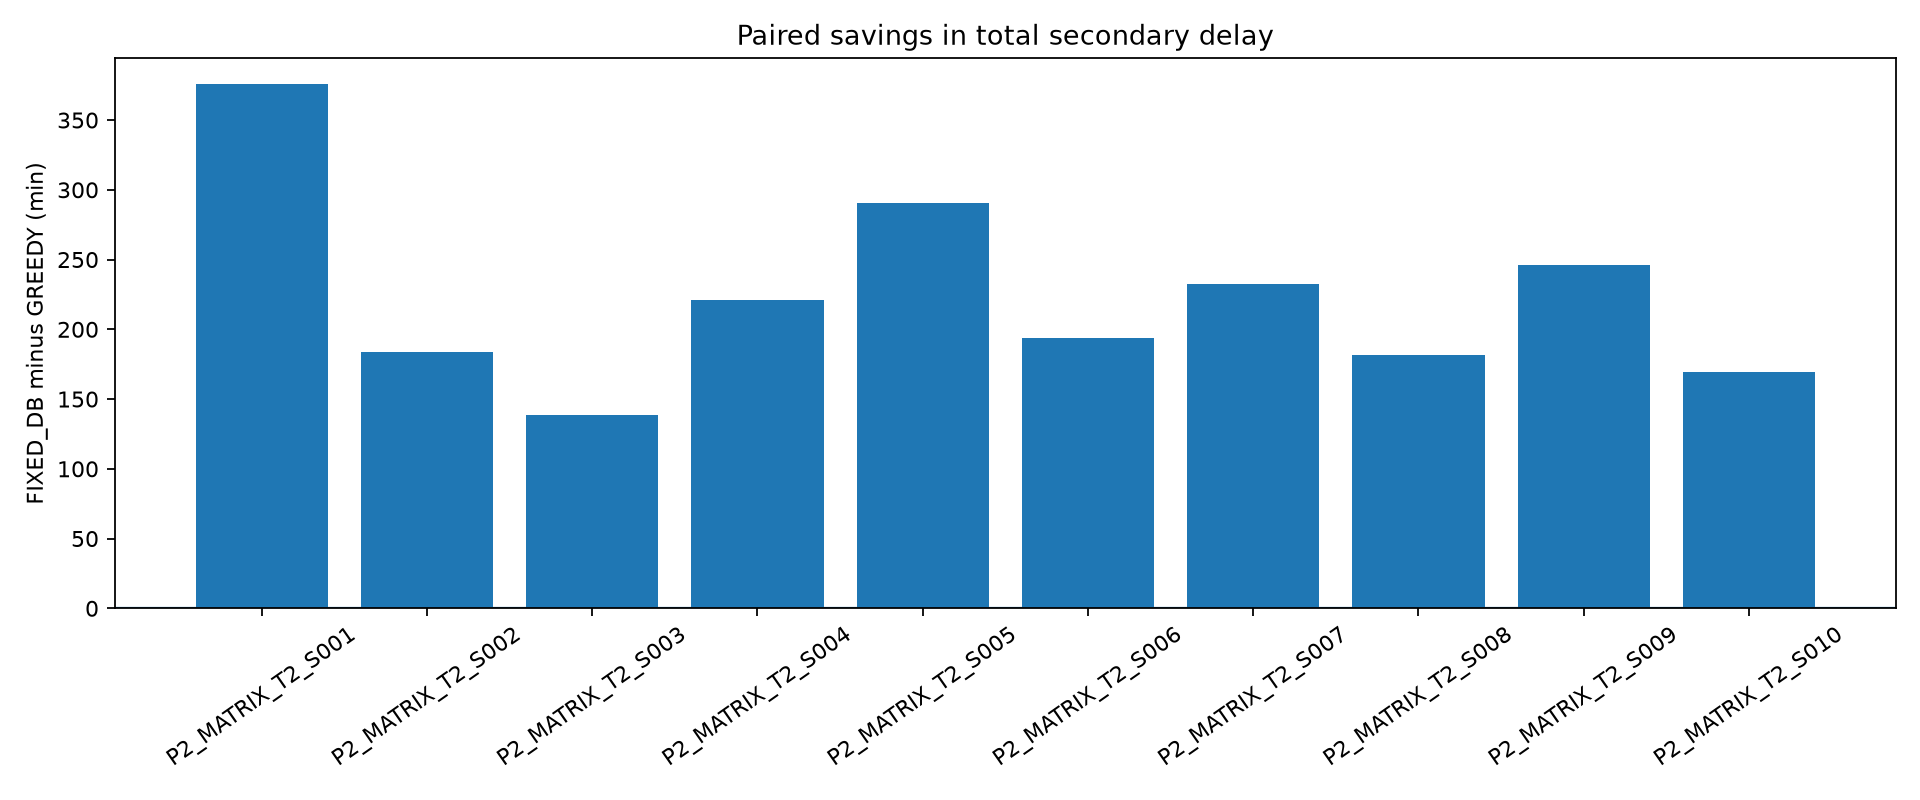 Paired savings in total secondary delay
FIXED_DB minus GREEDY (min)
350
300
250
200
150
100
50
0
P2_MATRIX_T2_S001
P2_MATRIX_T2_S002
P2_MATRIX_T2_S003
P2_MATRIX_T2_S004
P2_MATRIX_T2_S005
P2_MATRIX_T2_S006
P2_MATRIX_T2_S007
P2_MATRIX_T2_S008
P2_MATRIX_T2_S009
P2_MATRIX_T2_S010